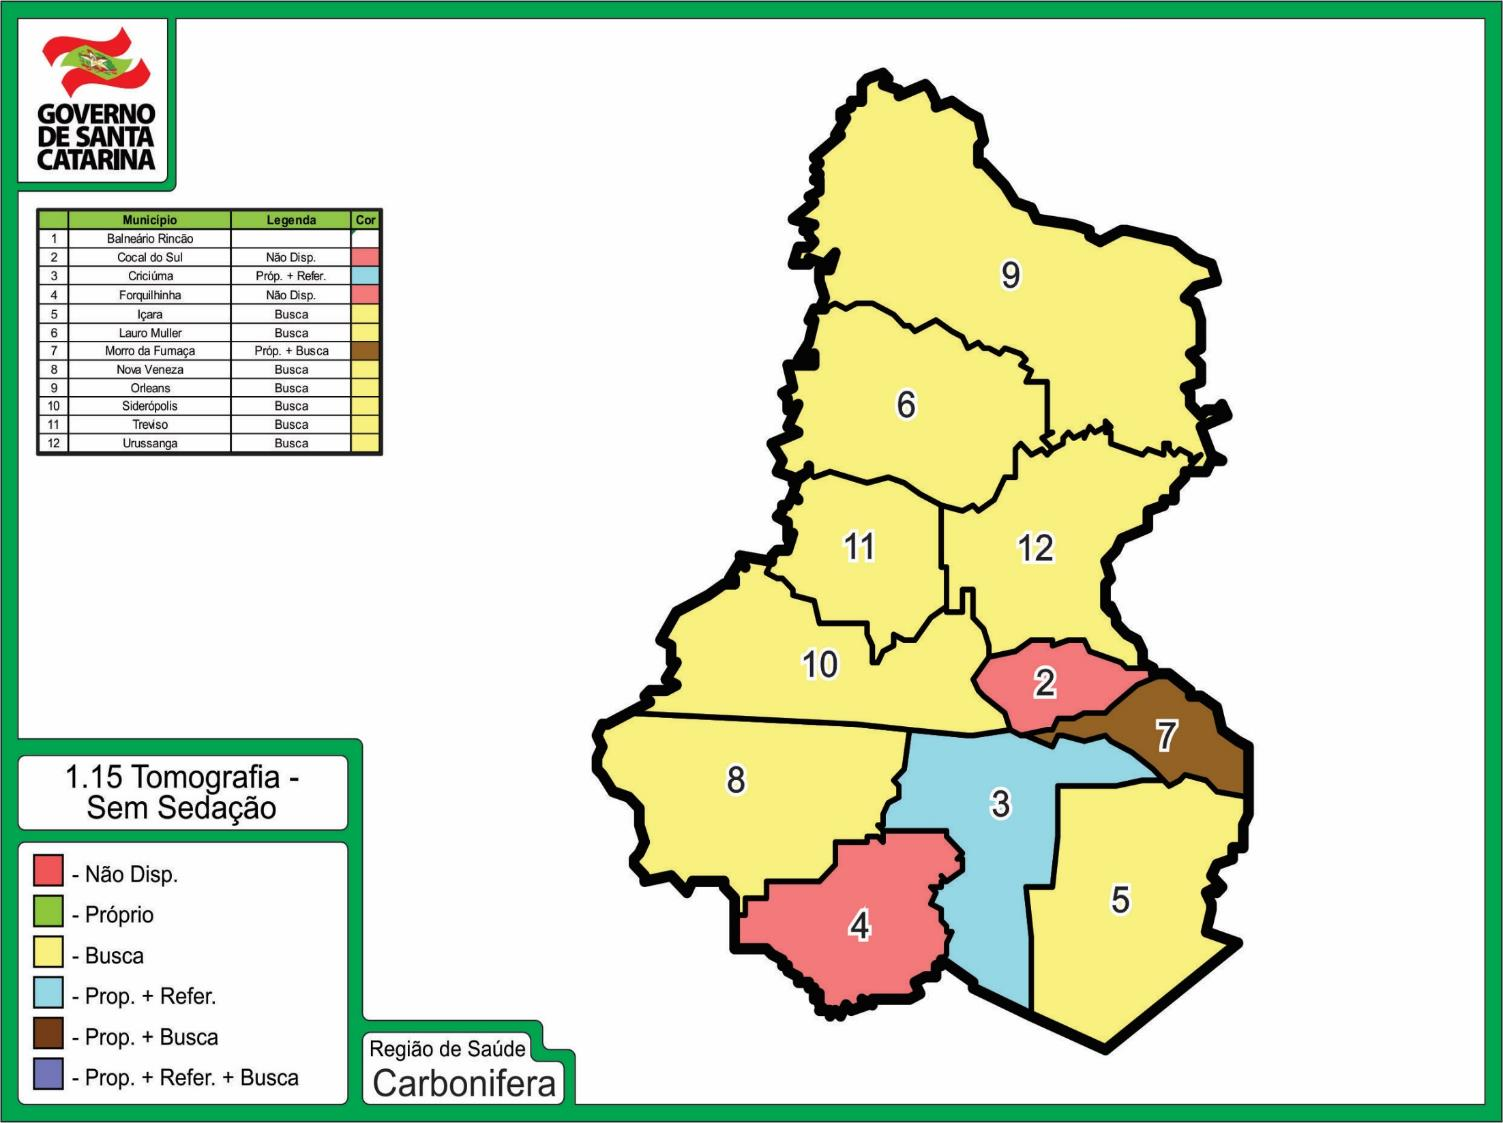 GOVERNO
DE SANTA
CATARINA
Município Legenda Cor
1 Balneário Rincão
2 Cocal do Sul Não Disp.
3 Criciúma Próp. + Refer.
4 Forquilhinha Não Disp.
5 Içara Busca
6 Lauro Muller Busca
7 Morro da Fumaça Próp. + Busca
8 Nova Veneza Busca
9 Orleans Busca
10 Siderópolis Busca
11 Treviso Busca
12 Urussanga Busca
9
6
11
12
10
2
7
8
3
5
4
1.15 Tomografia -
Sem Sedação
- Não Disp.
- Próprio
- Busca
- Prop. + Refer.
- Prop. + Busca
- Prop. + Refer. + Busca
Região de Saúde
Carbonifera